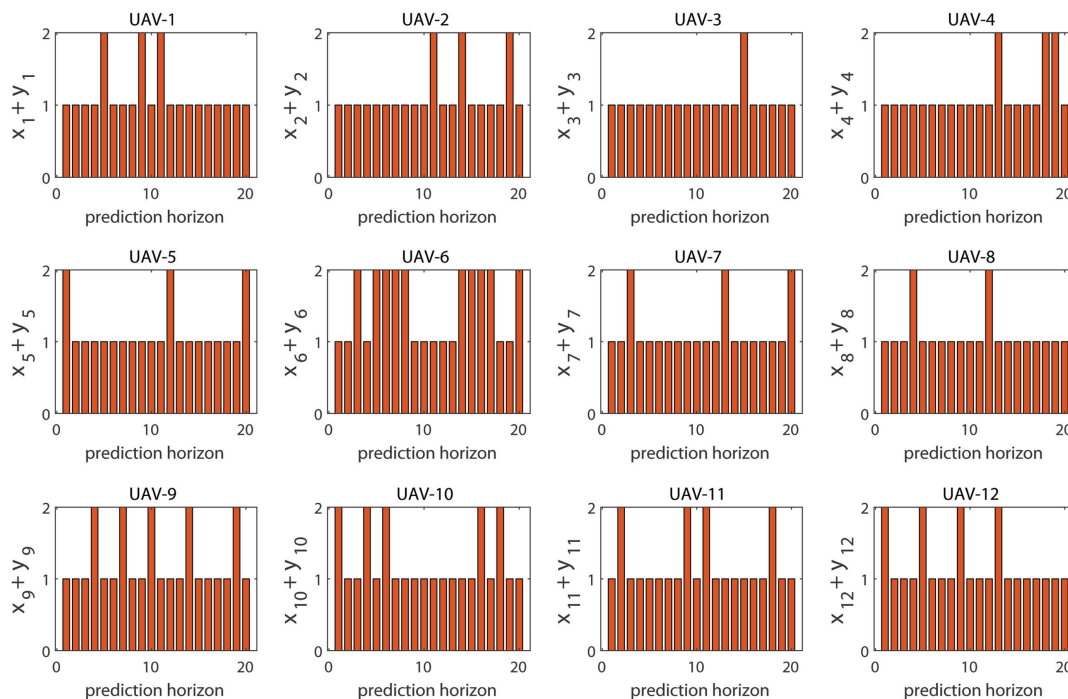 UAV-1
2
1
0
0 10 20
x1 + y1
prediction horizon
UAV-2
2
1
0
0 10 20
x2 + y2
prediction horizon
UAV-3
2
1
0
0 10 20
x3 + y3
prediction horizon
UAV-4
2
1
0
0 10 20
x4 + y4
prediction horizon
UAV-5
2
1
0
0 10 20
x5 + y5
prediction horizon
UAV-6
2
1
0
0 10 20
x6 + y6
prediction horizon
UAV-7
2
1
0
0 10 20
x7 + y7
prediction horizon
UAV-8
2
1
0
0 10 20
x8 + y8
prediction horizon
UAV-9
2
1
0
0 10 20
x9 + y9
prediction horizon
UAV-10
2
1
0
0 10 20
x10 + y10
prediction horizon
UAV-11
2
1
0
0 10 20
x11 + y11
prediction horizon
UAV-12
2
1
0
0 10 20
x12 + y12
prediction horizon